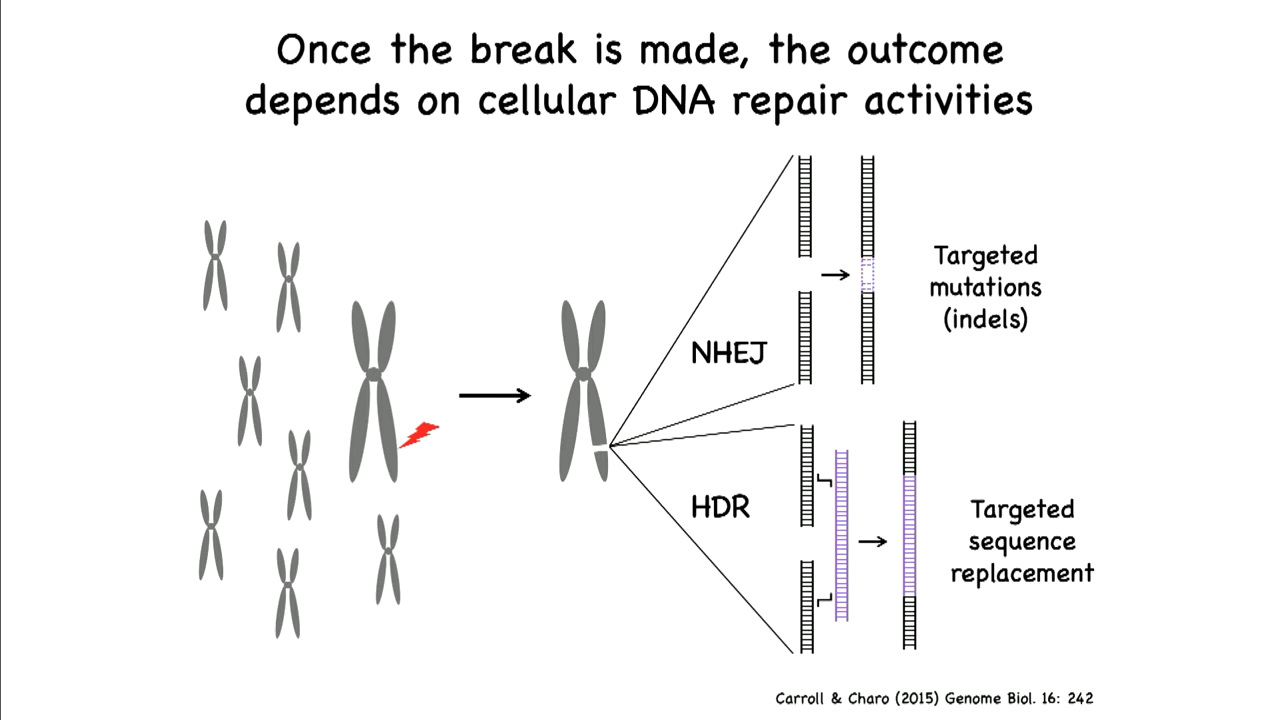 Once the break is made, the outcome
depends on cellular DNA repair activities
Targeted
mutations
(indels)
NHEJ
HDR
Targeted
sequence
replacement
Carroll & Charo (2015) Genome Biol. 16: 242